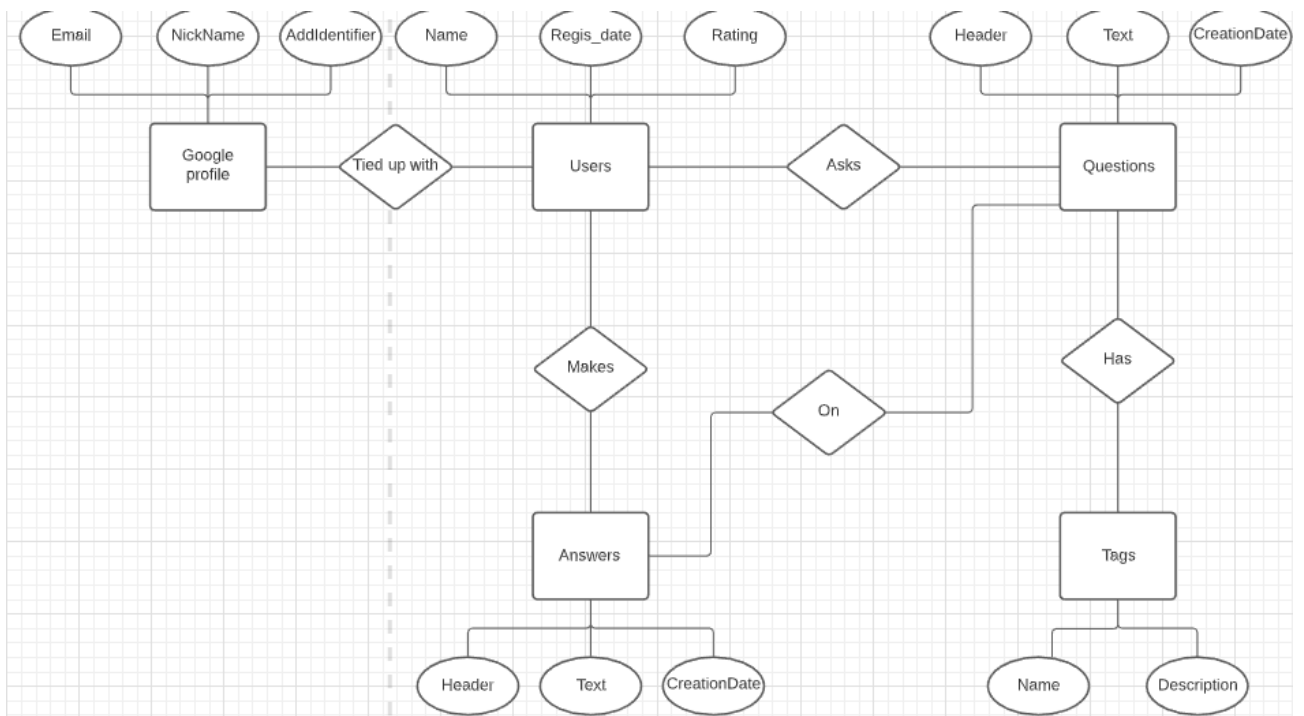 Email
NickName
AddIdentifier
Name
Regis_date
Rating
Header
Text
CreationDate
Google
profile
Tied up with
Users
Asks
Questions
Makes
Has
On
Answers
Tags
Header
Text
CreationDate
Name
Description